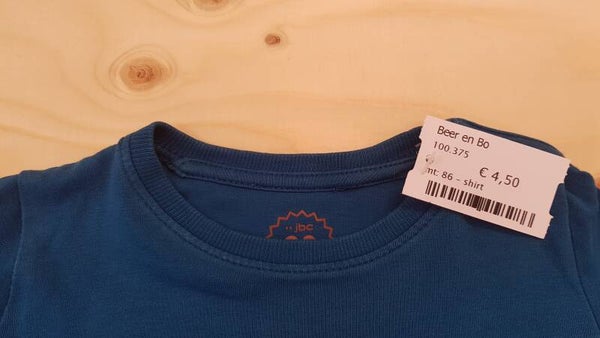 Beer en Bo
100.375
€ 4,50
mt: 86 - shirt
jbc